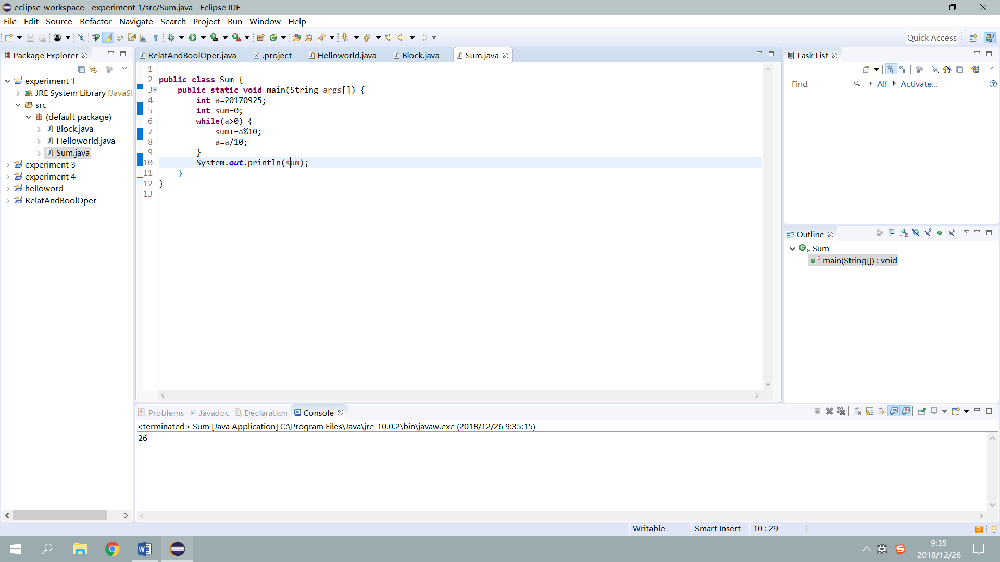 eclipse-workspace - experiment 1/src/Sum.java - Eclipse IDE
File Edit Source Refactor Navigate Search Project Run Window Help
Quick Access
Package Explorer
experiment 1
JRE System Library [JavaSI
src
(default package)
Block.java
Helloworld.java
Sum.java
experiment 3
experiment 4
helloword
RelatAndBoolOper
RelatAndBoolOper.java .project Helloworld.java Block.java Sum.java
1
2 public class Sum {
3 public static void main(String args[]) {
4 int a=20170925;
5 int sum=0;
6 while(a>0) {
7 sum+=a%10;
8 a=a/10;
9 }
10 System.out.println(sum);
11 }
12 }
13
Task List
Find All Activate...
Outline
Sum
main(String[]) : void
Problems @ Javadoc Declaration Console
<terminated> Sum [Java Application] C:\Program Files\Java\jre-10.0.2\bin\javaw.exe (2018/12/26 9:35:15)
26
Writable Smart Insert 10 : 29
英
9:35
2018/12/26